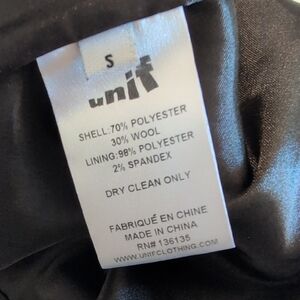 S
unif
SHELL:70% POLYESTER
30% WOOL
LINING:98% POLYESTER
2% SPANDEX
DRY CLEAN ONLY
FABRIQUÉ EN CHINE
MADE IN CHINA
RN# 136135
WWW.UNIFCLOTHING.COM